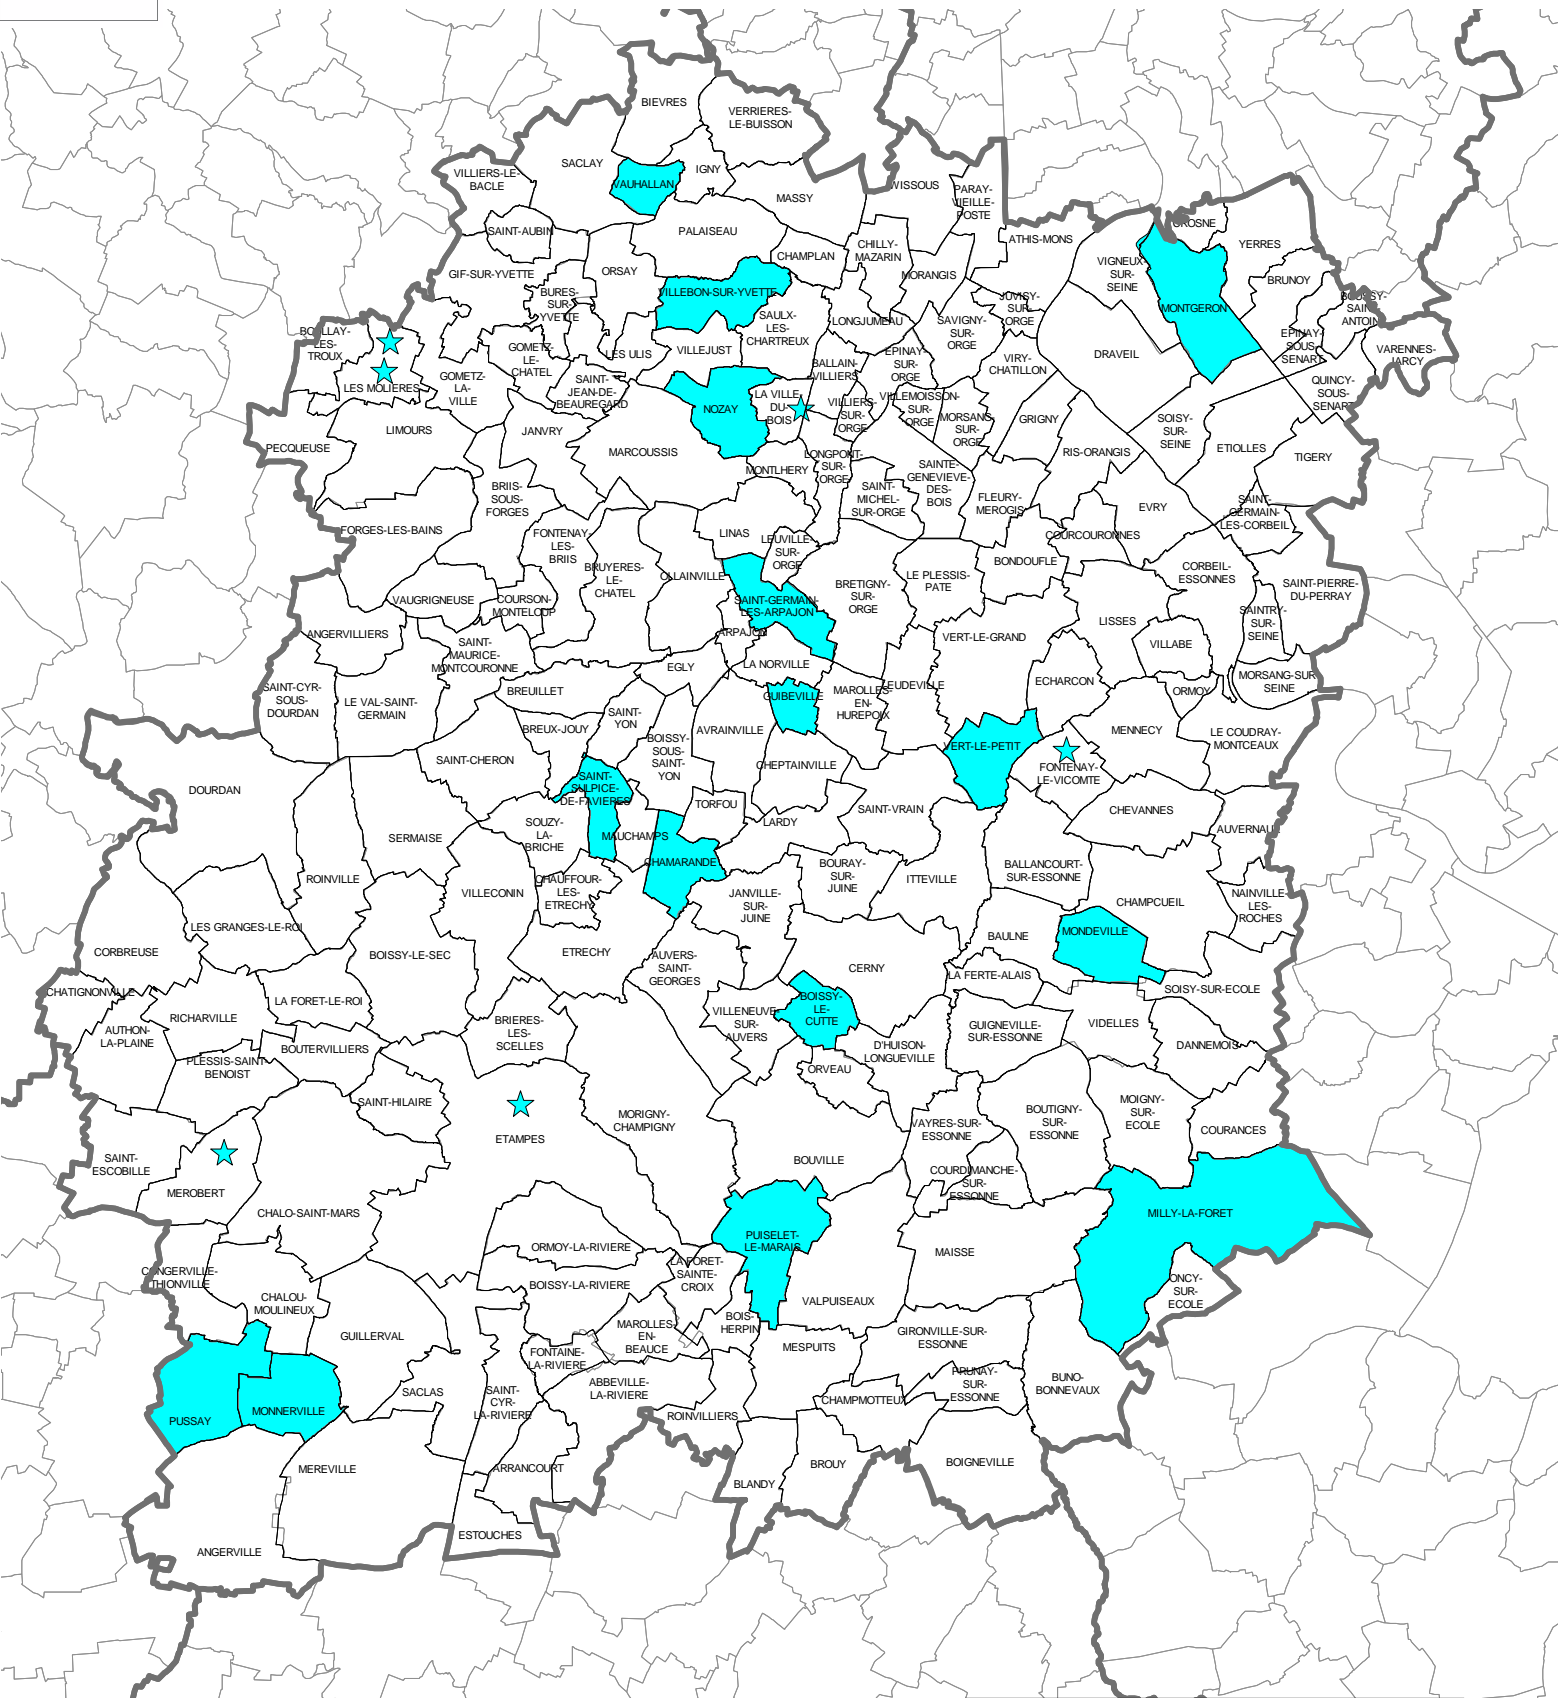 BIEVRES
VERRIERES-
LE-BUISSON
SACLAY
IGNY
VILLIERS-LE-
BACLE
VAUHALLAN
MASSY
WISSOUS
PARAY-
VIEILLE-
POSTE
SAINT-AUBIN
PALAISEAU
CROSNE
YERRES
ATHIS-MONS
CHILLY-
MAZARIN
CHAMPLAN
VIGNEUX-
SUR-
SEINE
GIF-SUR-YVETTE
ORSAY
MORANGIS
BRUNOY
BURES-
SUR-
YVETTE
VILLEBON-SUR-YVETTE
JUVISY-
SUR-
ORGE
MONTGERON
BOUSSY-
SAINT-
ANTOIN
SAULX-
LES-
CHARTREUX
LONGJUMEAU
SAVIGNY-
SUR-
ORGE
EPINAY-
SOUS-
SENART
BOULLAY-
LES-
TROUX
GOMETZ-
LE-
CHATEL
LES ULIS
VILLEJUST
DRAVEIL
VARENNES-
JARCY
BALLAIN-
VILLIERS
EPINAY-
SUR-
ORGE
VIRY-
CHATILLON
LES MOLIERES
GOMETZ-
LA-
VILLE
SAINT-
JEAN-DE-
BEAUREGARD
QUINCY-
SOUS-
SENART
NOZAY
LA VILLE-
DU-
BOIS
VILLIERS-
SUR-
ORGE
VILLEMOISSON-
SUR-
ORGE
MORSANG-
SUR-
ORGE
GRIGNY
SOISY-
SUR-
SEINE
LIMOURS
JANVRY
PECQUEUSE
MARCOUSSIS
RIS-ORANGIS
ETIOLLES
TIGERY
MONTLHERY
LONGPONT-
SUR-
ORGE
SAINTE-
GENEVIEVE-
DES-
BOIS
BRIIS-
SOUS-
FORGES
SAINT-
MICHEL-
SUR-ORGE
FLEURY-
MEROGIS
EVRY
SAINT-
GERMAIN-
LES-CORBEIL
FORGES-LES-BAINS
FONTENAY-
LES-
BRIIS
LINAS
LEUVILLE-
SUR-
ORGE
COURCOURONNES
BONDOUFLE
BRUYERES-
LE-
CHATEL
OLLAINVILLE
LE PLESSIS-
PATE
BRETIGNY-
SUR-
ORGE
CORBEIL-
ESSONNES
SAINT-PIERRE-
DU-PERRAY
VAUGRIGNEUSE
COURSON-
MONTELOUP
SAINT-GERMAIN-
LES-ARPAJON
LISSES
SAINTRY-
SUR-
SEINE
ANGERVILLIERS
SAINT-
MAURICE-
MONTCOURONNE
ARPAJON
VERT-LE-GRAND
VILLABE
EGLY
LA NORVILLE
ECHARCON
MORSANG-SUR-
SEINE
SAINT-CYR-
SOUS-
DOURDAN
LE VAL-SAINT-
GERMAIN
BREUILLET
GUIBEVILLE
MAROLLES-
EN-
HUREPOIX
LEUDEVILLE
ORMOY
BREUX-JOUY
SAINT-
YON
AVRAINVILLE
MENNECY
LE COUDRAY-
MONTCEAUX
BOISSY-
SOUS-
SAINT-
YON
SAINT-CHERON
VERT-LE-PETIT
CHEPTAINVILLE
FONTENAY-
LE-VICOMTE
DOURDAN
SAINT-
SULPICE-
DE-FAVIERES
TORFOU
SAINT-VRAIN
CHEVANNES
LARDY
SERMAISE
SOUZY-
LA-
BRICHE
MAUCHAMPS
AUVERNAUX
CHAMARANDE
BOURAY-
SUR-
JUINE
BALLANCOURT-
SUR-ESSONNE
ROINVILLE
VILLECONIN
CHAUFFOUR-
LES-
ETRECHY
JANVILLE-
SUR-
JUINE
ITTEVILLE
CHAMPCUEIL
NAINVILLE-
LES-
ROCHES
LES GRANGES-LE-ROI
BAULNE
MONDEVILLE
CORBREUSE
BOISSY-LE-SEC
ETRECHY
AUVERS-
SAINT-
GEORGES
CERNY
LA FERTE-ALAIS
CHATIGNONVILLE
SOISY-SUR-ECOLE
LA FORET-LE-ROI
BOISSY-
LE-
CUTTE
RICHARVILLE
VILLENEUVE-
SUR-
AUVERS
BRIERES-
LES-
SCELLES
GUIGNEVILLE-
SUR-ESSONNE
VIDELLES
AUTHON-
LA-PLAINE
BOUTERVILLIERS
D'HUISON-
LONGUEVILLE
DANNEMOIS
PLESSIS-SAINT-
BENOIST
ORVEAU
SAINT-HILAIRE
MORIGNY-
CHAMPIGNY
VAYRES-SUR-
ESSONNE
BOUTIGNY-
SUR-
ESSONNE
MOIGNY-
SUR-
ECOLE
ETAMPES
COURANCES
SAINT-
ESCOBILLE
BOUVILLE
COURDIMANCHE-
SUR-
ESSONNE
MEROBERT
CHALO-SAINT-MARS
MILLY-LA-FORET
PUISELET-
LE-MARAIS
ORMOY-LA-RIVIERE
MAISSE
CONGERVILLE-
THIONVILLE
BOISSY-LA-RIVIERE
LA FORET-
SAINTE-
CROIX
ONCY-
SUR-
ECOLE
CHALOU-
MOULINEUX
VALPUISEAUX
GUILLERVAL
MAROLLES-
EN-
BEAUCE
BOIS-
HERPIN
GIRONVILLE-SUR-
ESSONNE
MESPUITS
FONTAINE-
LA-RIVIERE
PRUNAY-
SUR-
ESSONNE
BUNO-
BONNEVAUX
ABBEVILLE-
LA-RIVIERE
SACLAS
SAINT-
CYR-
LA-RIVIERE
CHAMPMOTTEUX
PUSSAY
MONNERVILLE
ROINVILLIERS
MEREVILLE
ARRANCOURT
BROUY
BOIGNEVILLE
BLANDY
ESTOUCHES
ANGERVILLE